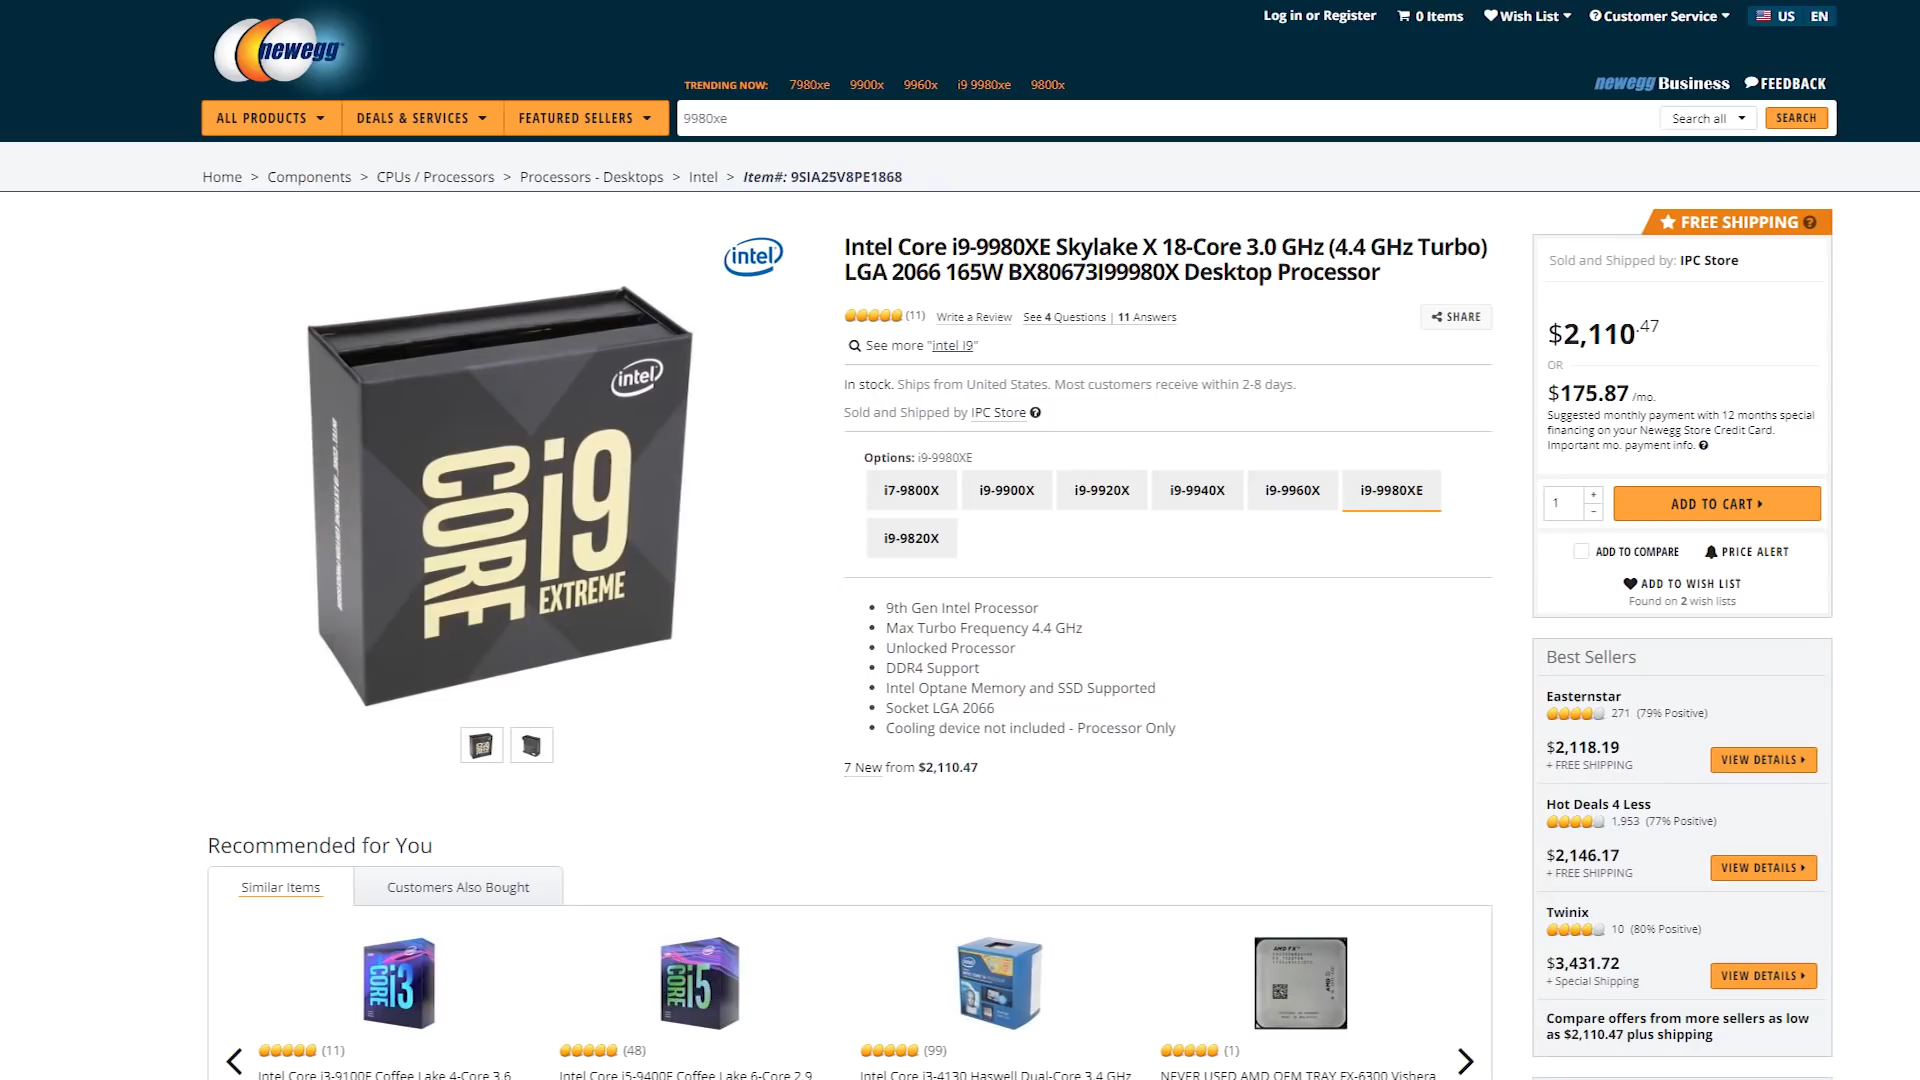 Log in or Register
0 Items
Wish List
Customer Service
US EN
newegg
TRENDING NOW: 7980xe 9900x 9960x i9 9980xe 9800x
newegg Business
FEEDBACK
ALL PRODUCTS
DEALS & SERVICES
FEATURED SELLERS
9980xe
Search all
SEARCH
Home > Components > CPUs / Processors > Processors - Desktops > Intel > Item#: 9SIA25V8PE1868
intel
intel
CORE i9
EXTREME
Intel Core i9-9980XE Skylake X 18-Core 3.0 GHz (4.4 GHz Turbo)
LGA 2066 165W BX80673I99980X Desktop Processor
(11) Write a Review See 4 Questions | 11 Answers
SHARE
See more "intel I9"
In stock. Ships from United States. Most customers receive within 2-8 days.
Sold and Shipped by IPC Store
Options: i9-9980XE
i7-9800X
i9-9900X
i9-9920X
i9-9940X
i9-9960X
i9-9980XE
i9-9820X
• 9th Gen Intel Processor
• Max Turbo Frequency 4.4 GHz
• Unlocked Processor
• DDR4 Support
• Intel Optane Memory and SSD Supported
• Socket LGA 2066
• Cooling device not included - Processor Only
7 New from $2,110.47
FREE SHIPPING
Sold and Shipped by: IPC Store
$2,110.47
OR
$175.87 /mo.
Suggested monthly payment with 12 months special
financing on your Newegg Store Credit Card.
Important mo. payment info.
1
+
-
ADD TO CART
ADD TO COMPARE
PRICE ALERT
ADD TO WISH LIST
Found on 2 wish lists
Best Sellers
Easternstar
271 (79% Positive)
$2,118.19
+ FREE SHIPPING
VIEW DETAILS
Hot Deals 4 Less
1,953 (77% Positive)
$2,146.17
+ FREE SHIPPING
VIEW DETAILS
Twinix
10 (80% Positive)
$3,431.72
+ Special Shipping
VIEW DETAILS
Compare offers from more sellers as low
as $2,110.47 plus shipping
Recommended for You
Similar Items
Customers Also Bought
CORE i3
CORE i5
intel
AMD FX
(11)
(48)
(99)
(1)
Intel Core i3-9100F Coffee Lake 4-Core 3.6
Intel Core i5-9400F Coffee Lake 6-Core 2.9
Intel Core i3-4130 Haswell Dual-Core 3.4 GHz
NEVER USED AMD OEM TRAY FX-6300 Vishera